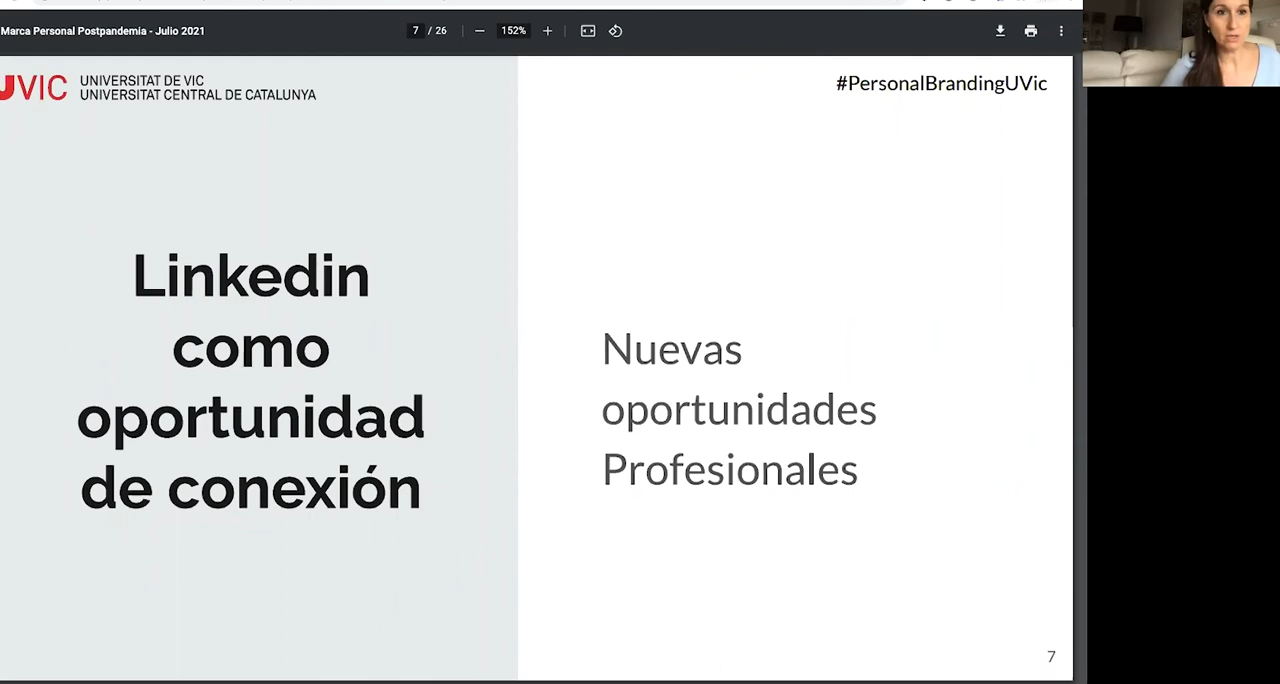 Marca Personal Postpandemia - Julio 2021
7 / 26
152%
UVIC
UNIVERSITAT DE VIC
UNIVERSITAT CENTRAL DE CATALUNYA
#PersonalBrandingUVic
Linkedin
como
oportunidad
de conexión
Nuevas
oportunidades
Profesionales
7